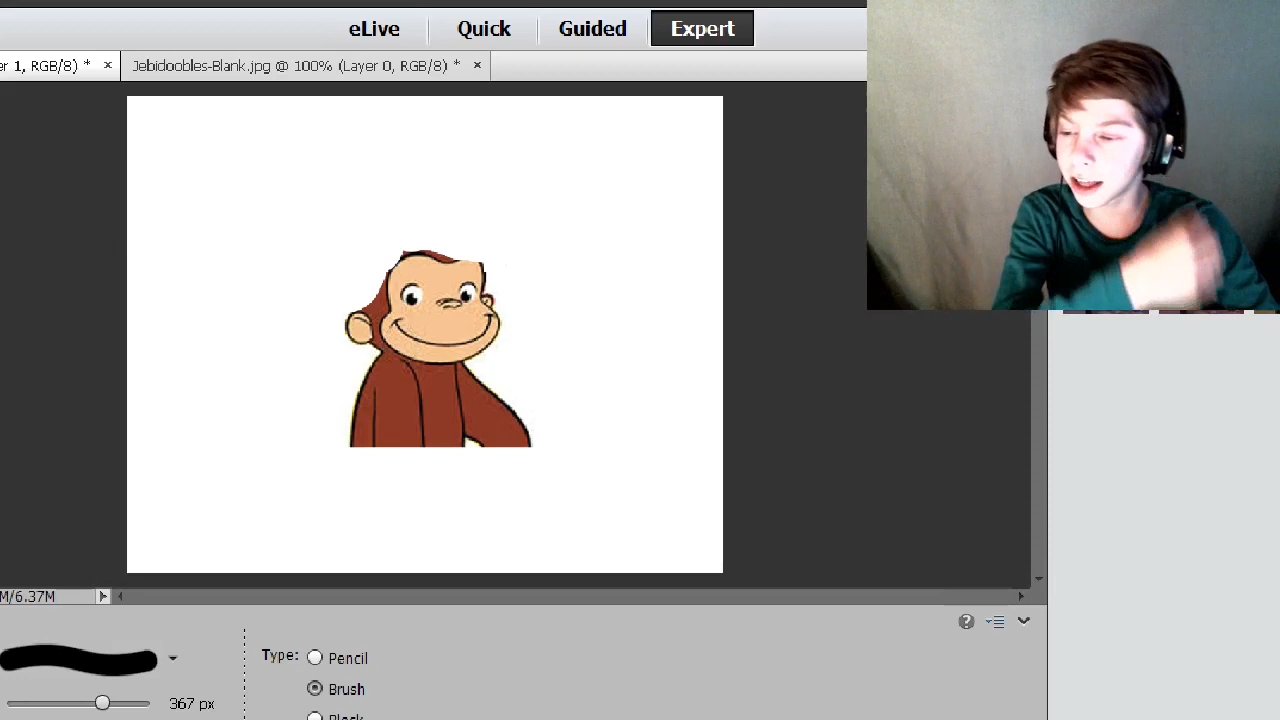 eLive Quick Guided Expert
er 1, RGB/8) * × Jebidoobles-Blank.jpg @ 100% (Layer 0, RGB/8) * ×
M/6.37M
Type: Pencil
367 px Brush
Block